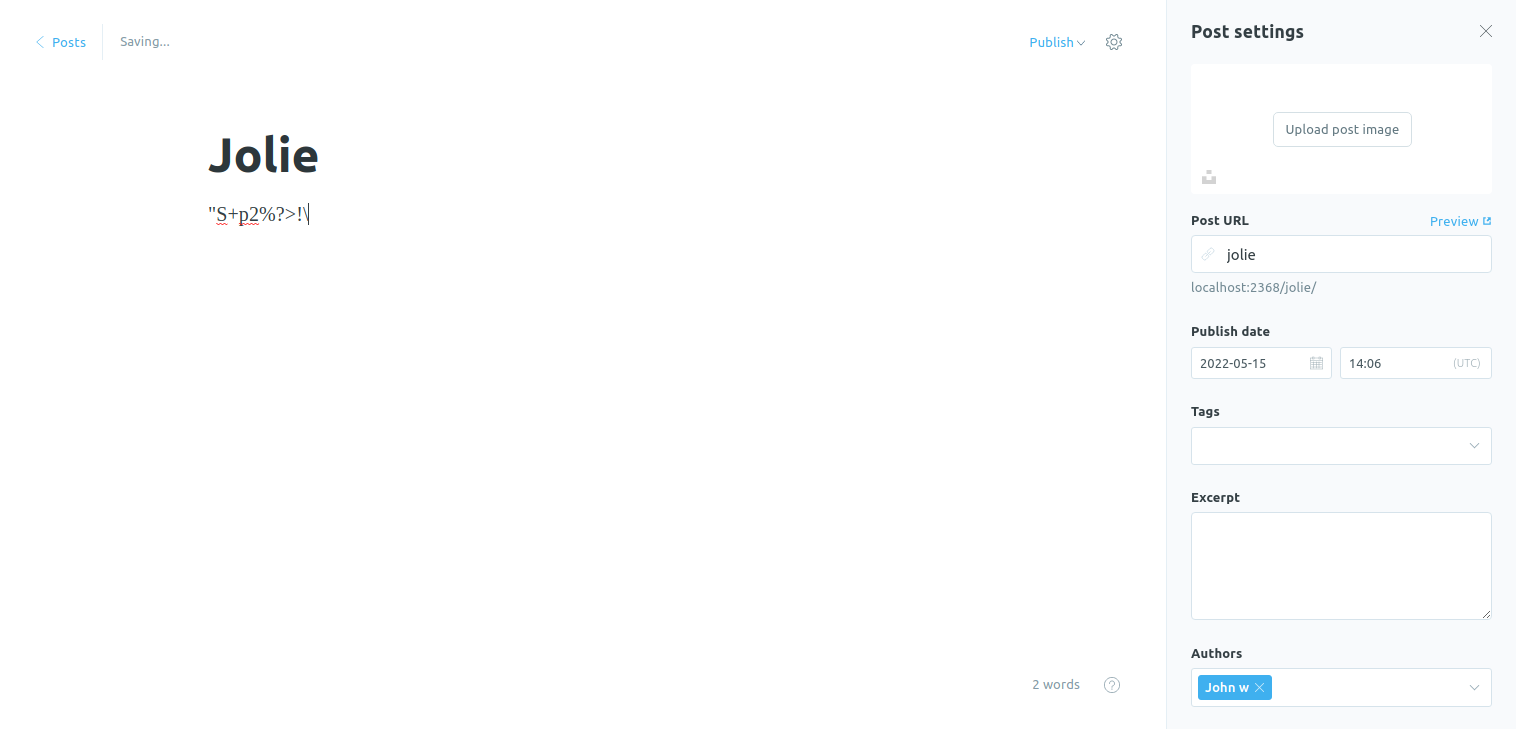 Posts
Saving...
Publish
Jolie
"S+p2%?>!\
2 words
Post settings
Upload post image
Post URL
Preview
jolie
localhost:2368/jolie/
Publish date
2022-05-15
14:06
(UTC)
Tags
Excerpt
Authors
John w